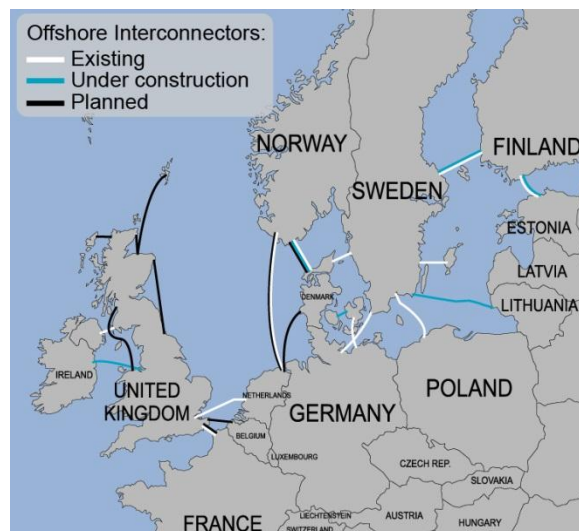 Offshore Interconnectors:
Existing
Under construction
Planned
NORWAY
FINLAND
SWEDEN
ESTONIA
LATVIA
DENMARK
LITHUANIA
IRELAND
UNITED
KINGDOM
NETHERLANDS
POLAND
GERMANY
BELGIUM
LUXEMBOURG
CZECH REP.
SLOVAKIA
LIECHTENSTEIN
AUSTRIA
HUNGARY
FRANCE
SWITZERLAND